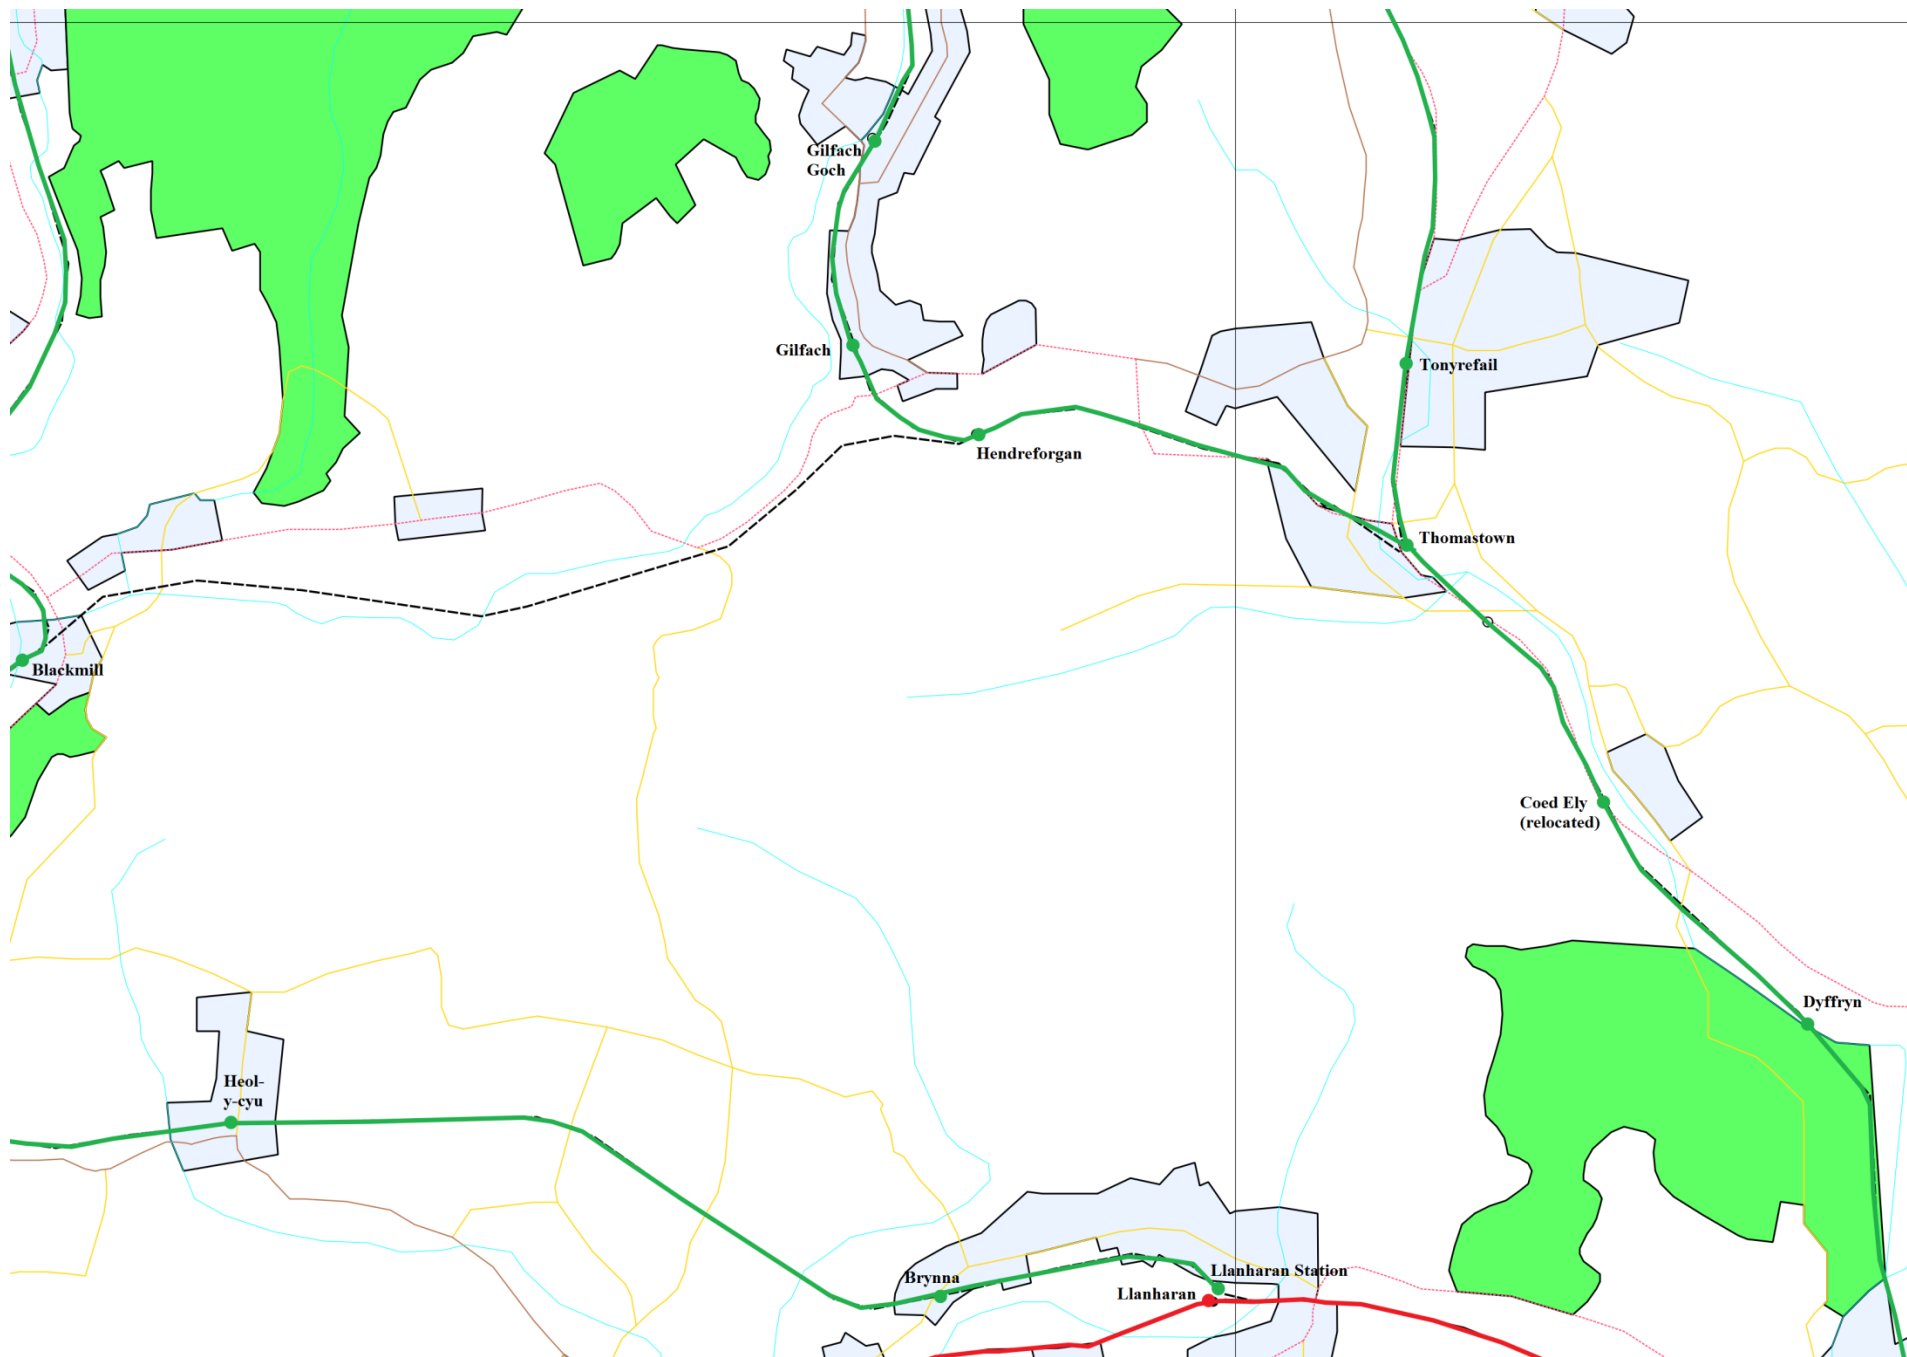 Gilfach
Goch
Gilfach
Tonyrefail
Hendreforgan
Thomastown
Blackmill
Coed Ely
(relocated)
Dyffryn
Heol-
y-cyu
Llanharan Station
Brynna
Llanharan